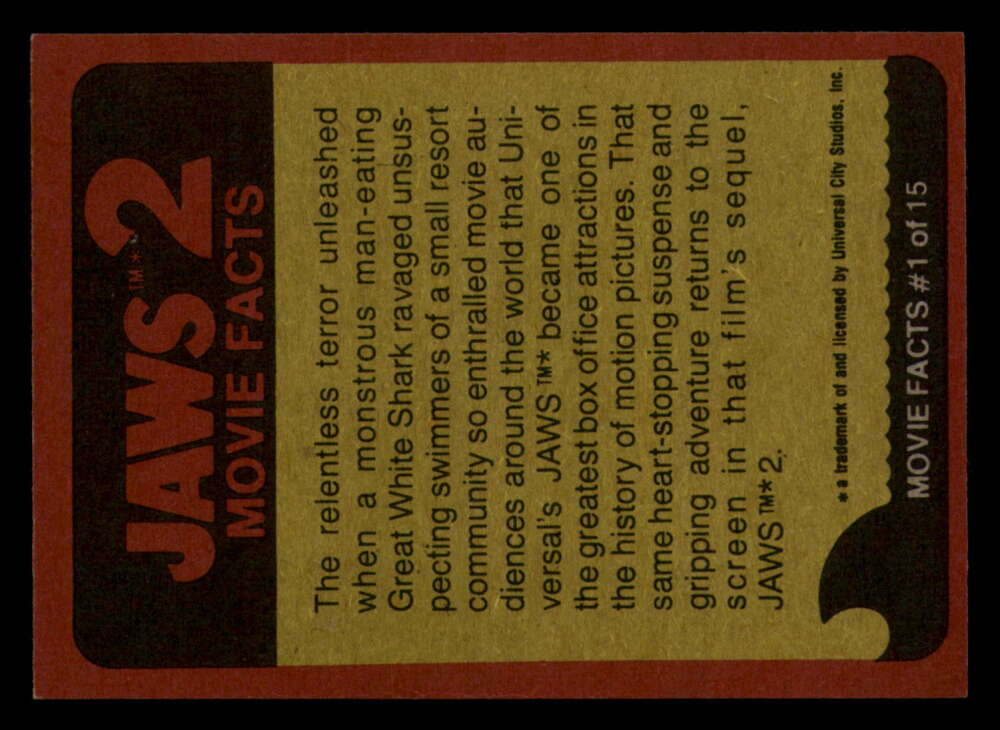 JAWS™* 2
MOVIE FACTS
The relentless terror unleashed
when a monstrous man-eating
Great White Shark ravaged unsus-
pecting swimmers of a small resort
community so enthralled movie au-
diences around the world that Uni-
versal's JAWS™* became one of
the greatest box office attractions in
the history of motion pictures. That
same heart-stopping suspense and
gripping adventure returns to the
screen in that film's sequel,
JAWS™* 2.
* a trademark of and licensed by Universal City Studios, Inc.
MOVIE FACTS #1 of 15